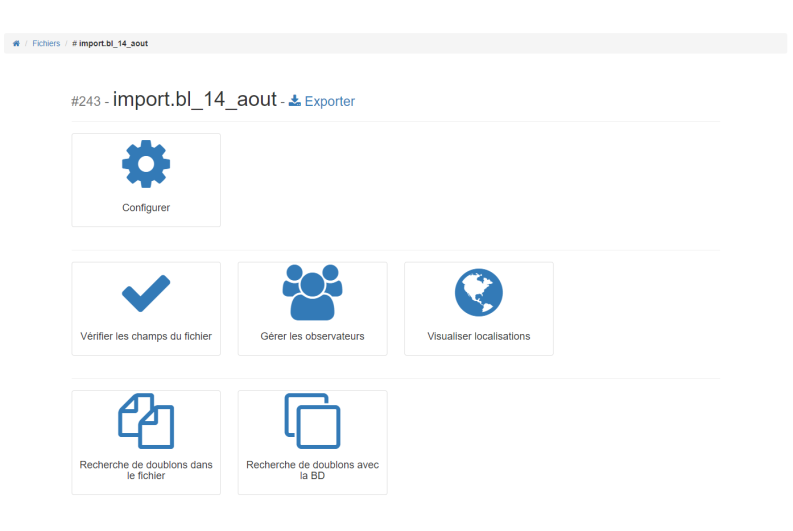 / Fichiers / # import.bl_14_aout
#243 - import.bl_14_aout - Exporter
Configurer
Vérifier les champs du fichier
Gérer les observateurs
Visualiser localisations
Recherche de doublons dans
le fichier
Recherche de doublons avec
la BD